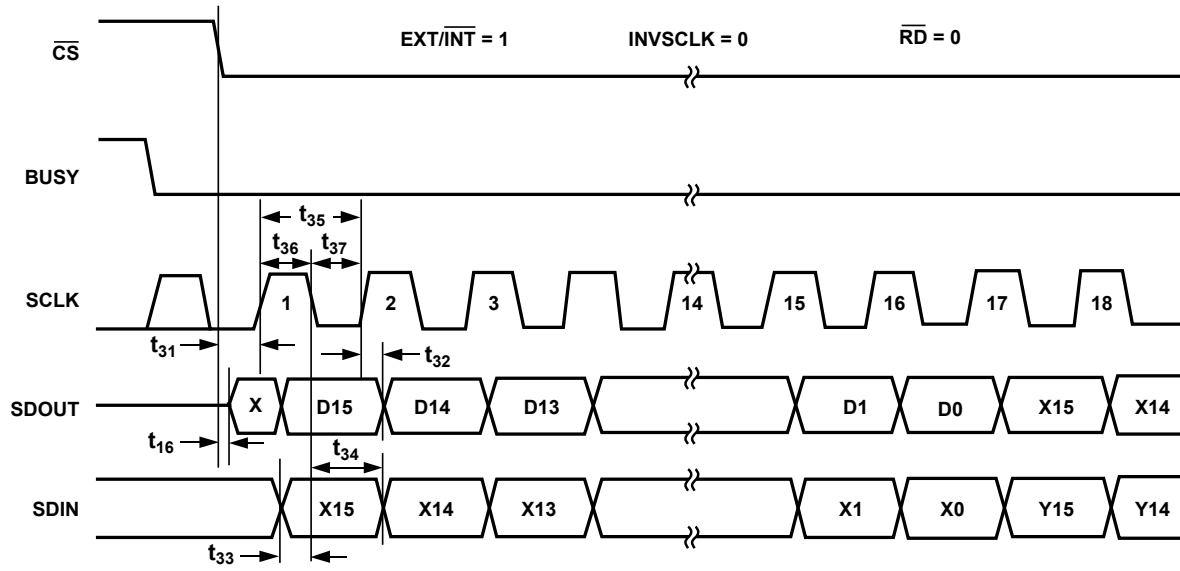 EXT/INT = 1 INVSCLK = 0 RD = 0
CS
BUSY
t35
t36 t37
SCLK 1 2 3 14 15 16 17 18
t31 t32
SDOUT X D15 D14 D13 D1 D0 X15 X14
t16 t34
SDIN X15 X14 X13 X1 X0 Y15 Y14
t33